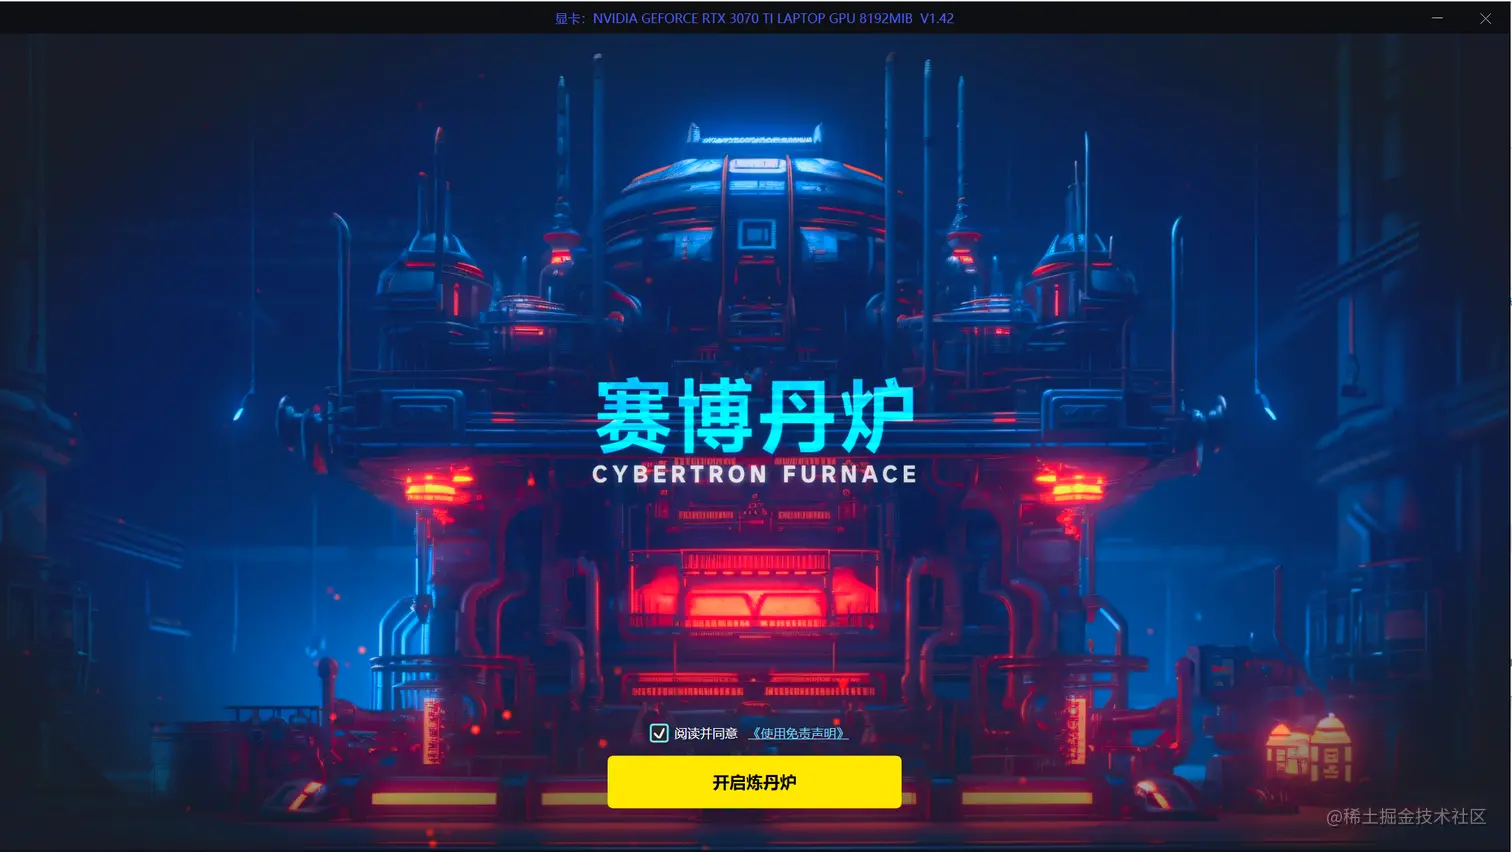 显卡：NVIDIA GEFORCE RTX 3070 TI LAPTOP GPU 8192MIB V1.42
赛博丹炉
CYBERTRON FURNACE
阅读并同意 《使用免责声明》
开启炼丹炉
@稀土掘金技术社区